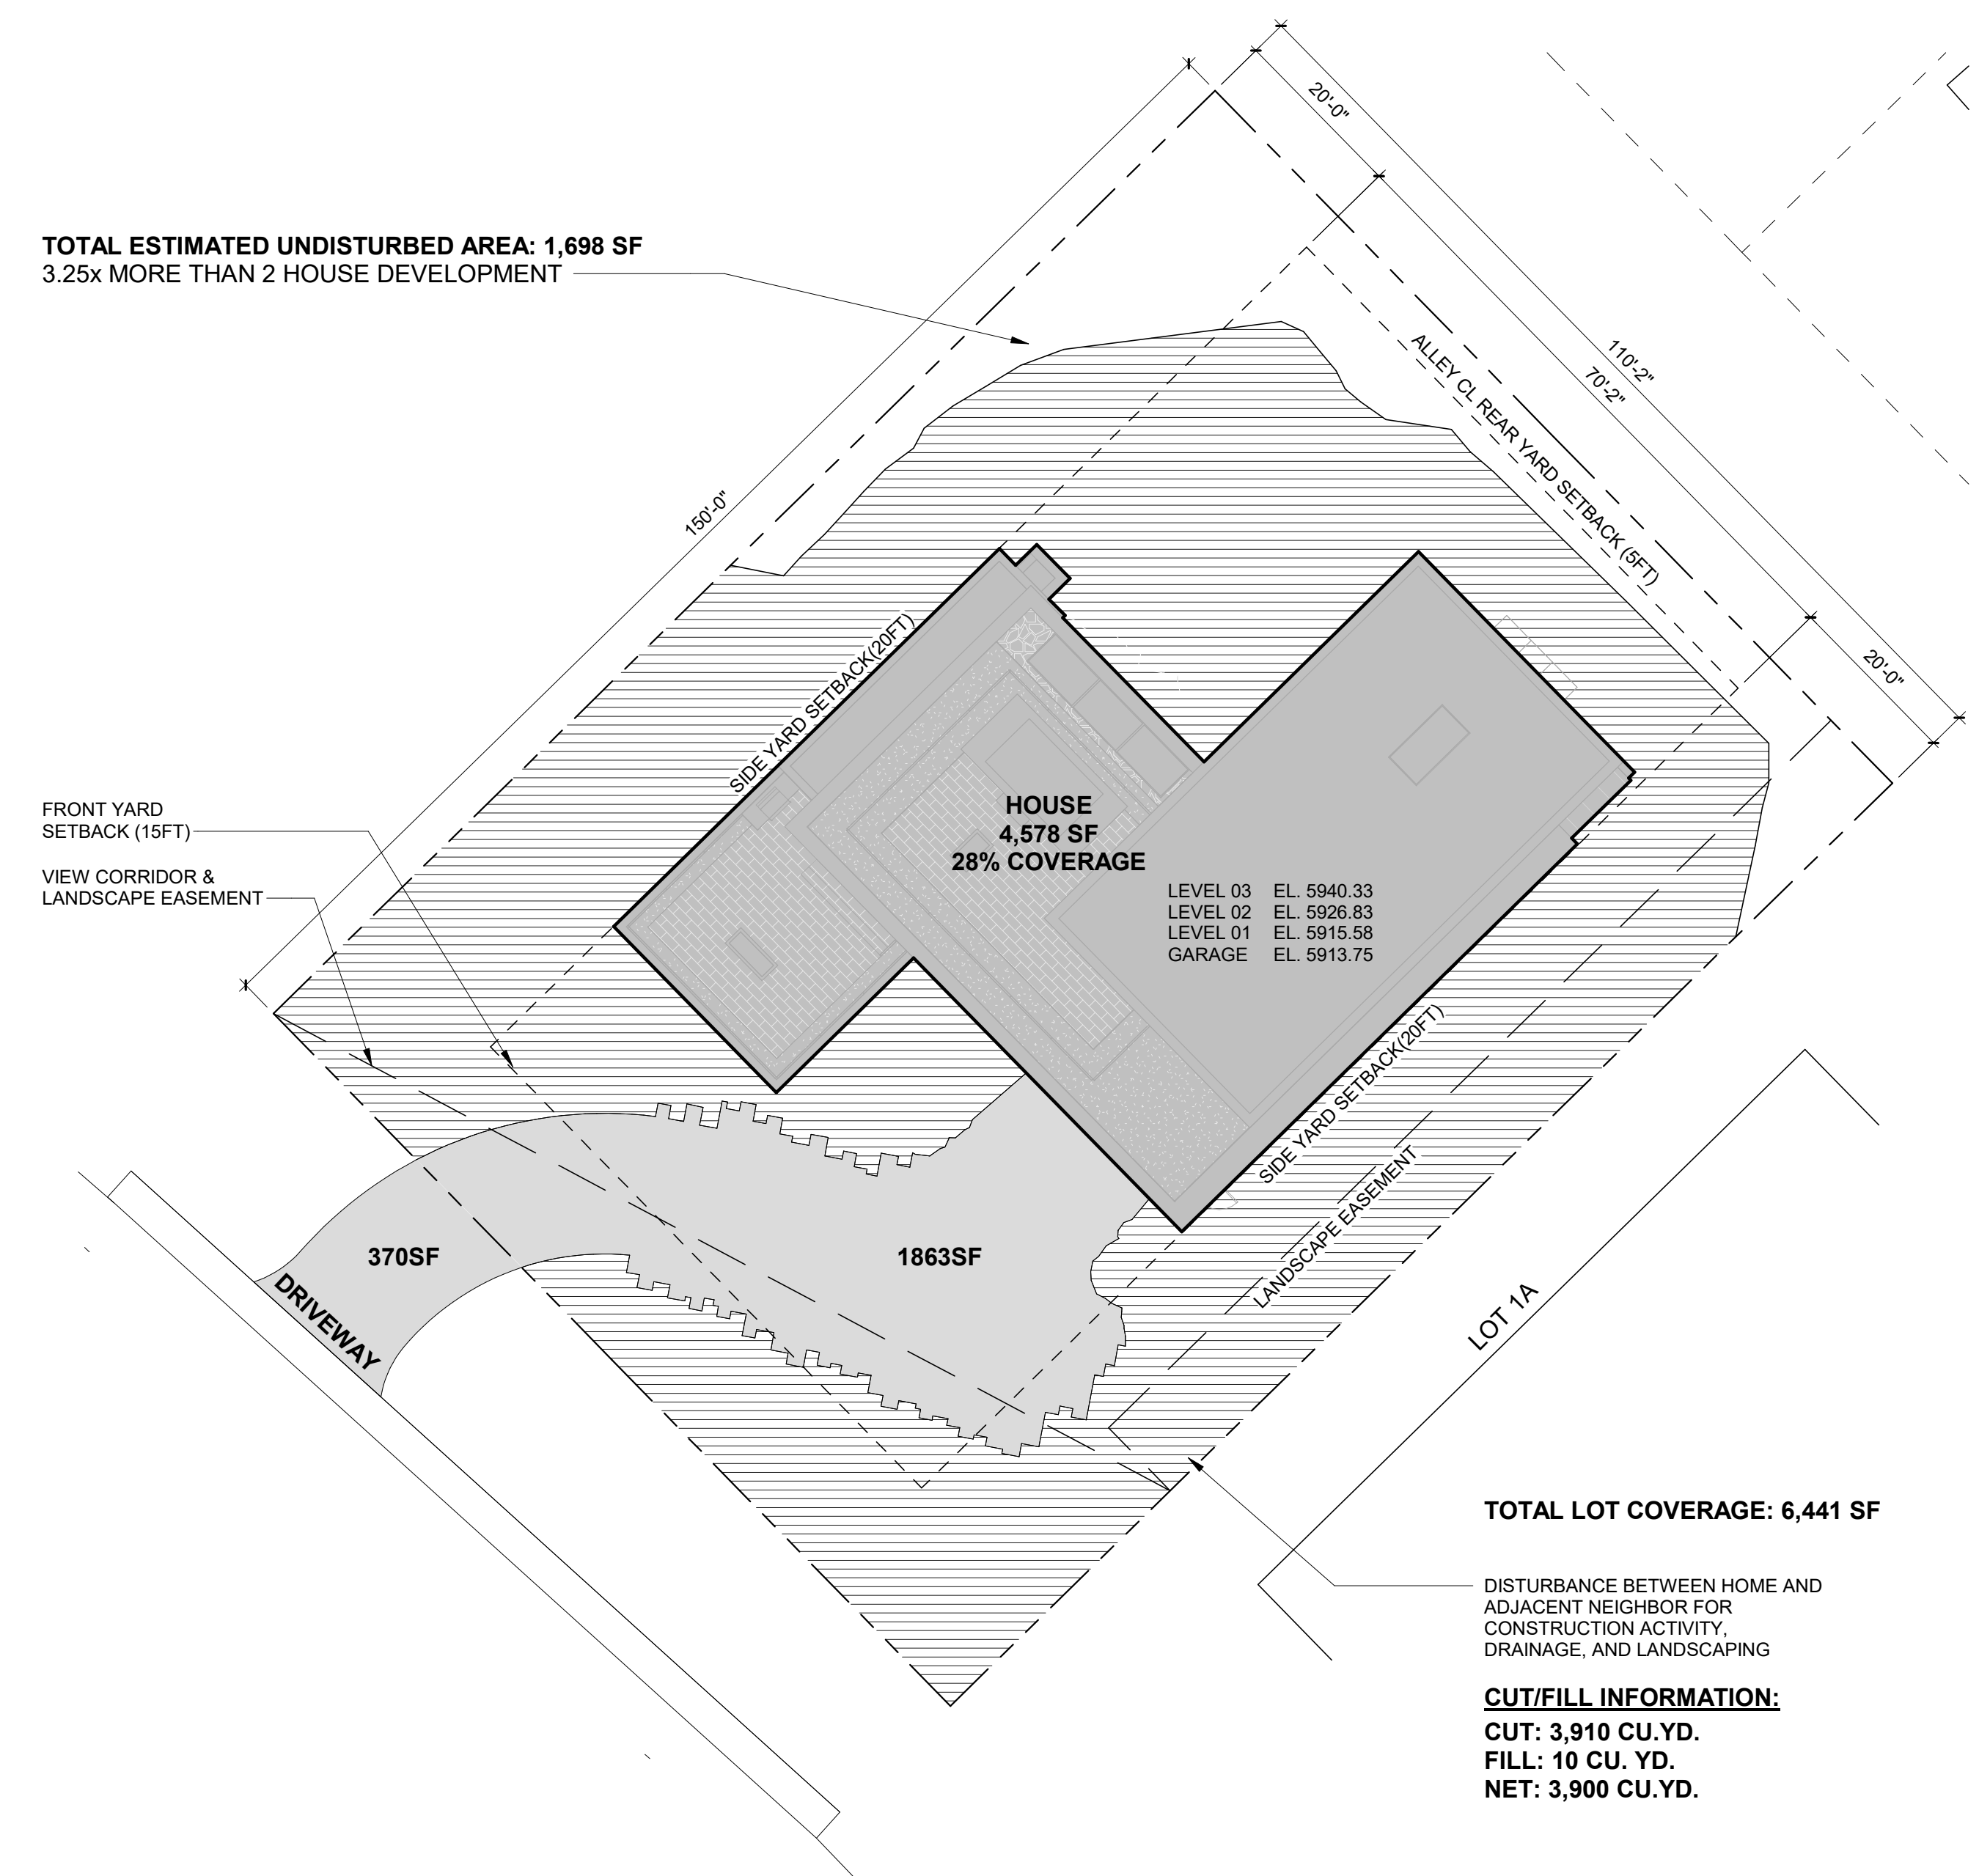 20'-0"
TOTAL ESTIMATED UNDISTURBED AREA: 1,698 SF
3.25x MORE THAN 2 HOUSE DEVELOPMENT
110'-2"
70'-2"
ALLEY CL REAR YARD SETBACK (5FT)
150'-0"
20'-0"
SIDE YARD SETBACK(20FT)
FRONT YARD
SETBACK (15FT)
VIEW CORRIDOR &
LANDSCAPE EASEMENT
HOUSE
4,578 SF
28% COVERAGE
LEVEL 03 EL. 5940.33
LEVEL 02 EL. 5926.83
LEVEL 01 EL. 5915.58
GARAGE EL. 5913.75
SIDE YARD SETBACK(20FT)
LANDSCAPE EASEMENT
370SF
1863SF
DRIVEWAY
LOT 1A
TOTAL LOT COVERAGE: 6,441 SF
DISTURBANCE BETWEEN HOME AND
ADJACENT NEIGHBOR FOR
CONSTRUCTION ACTIVITY,
DRAINAGE, AND LANDSCAPING
CUT/FILL INFORMATION:
CUT: 3,910 CU.YD.
FILL: 10 CU. YD.
NET: 3,900 CU.YD.